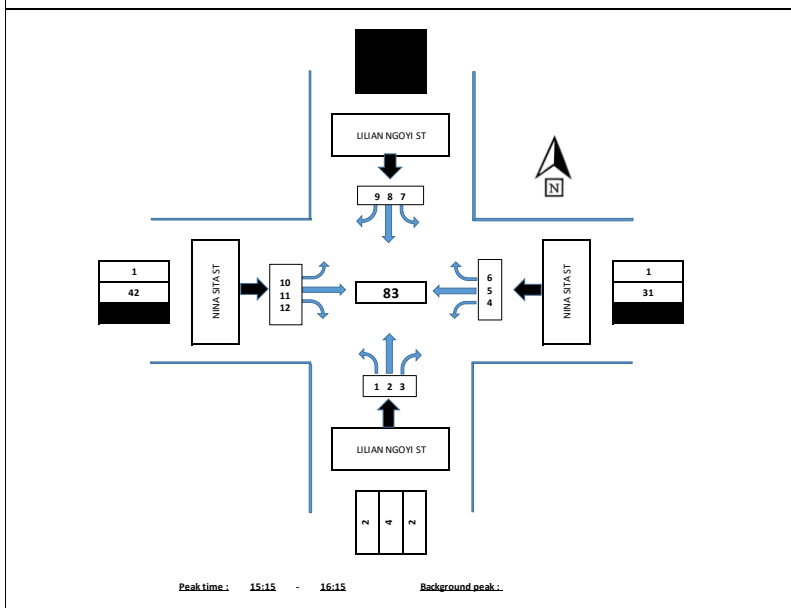 LILIAN NGOYI ST
N
9 8 7
1
42
NINA SITA ST
10
11
12
83
6
5
4
NINA SITA ST
1
31
1 2 3
LILIAN NGOYI ST
2 4 2
Peak time : 15:15 - 16:15 Background peak :